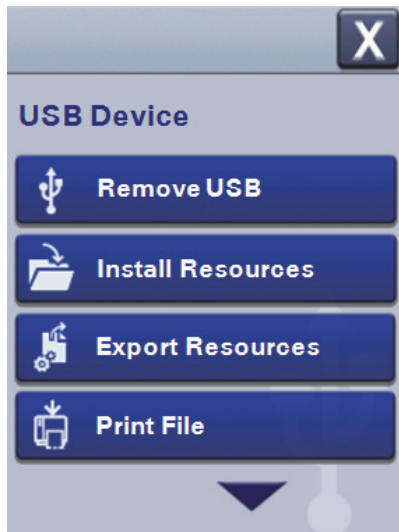 X
USB Device
Remove USB
Install Resources
Export Resources
Print File